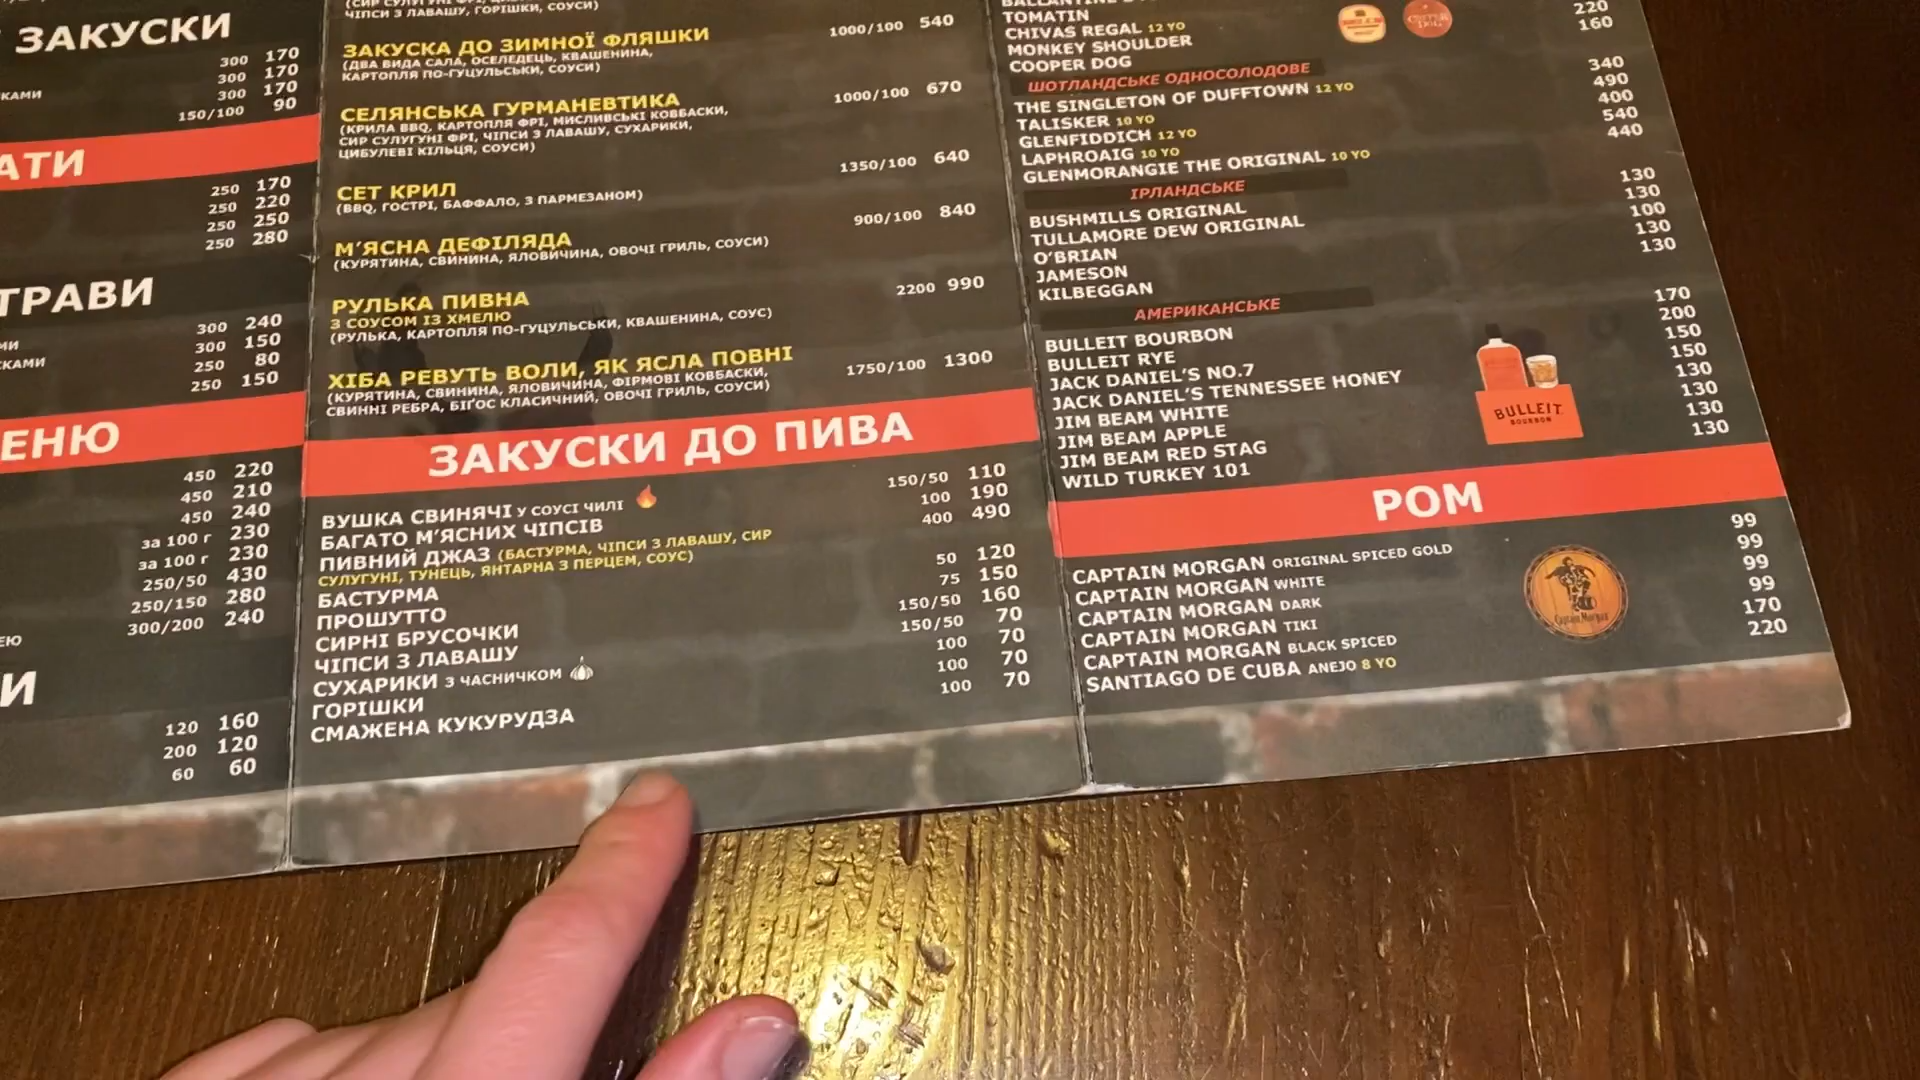 ЗАКУСКИ
300 170
300 170
СКАМИ 300 170
150/100 90
АТИ
250 170
250 220
250 250
250 280
ТРАВИ
300 240
300 150
СКАМИ 250 80
250 150
ЕНЮ
450 220
450 210
450 240
за 100 г 230
за 100 г 230
250/50 430
250/150 280
300/200 240
И
120 160
200 120
60 60
ЧІПСИ З ЛАВАШУ, ГОРІШКИ, СОУСИ)
ЗАКУСКА ДО ЗИМНОЇ ФЛЯШКИ 1000/100 540
(ДВА ВИДА САЛА, ОСЕЛЕДЕЦЬ, КВАШЕНИНА,
КАРТОПЛЯ ПО-ГУЦУЛЬСЬКИ, СОУСИ)
СЕЛЯНСЬКА ГУРМАНЕВТИКА 1000/100 670
(КРИЛА BBQ, КАРТОПЛЯ ФРІ, МИСЛИВСЬКІ КОВБАСКИ,
СИР СУЛУГУНІ ФРІ, ЧІПСИ З ЛАВАШУ, СУХАРИКИ,
ЦИБУЛЕВІ КІЛЬЦЯ, СОУСИ)
СЕТ КРИЛ 1350/100 640
(BBQ, ГОСТРІ, БАФФАЛО, З ПАРМЕЗАНОМ)
М'ЯСНА ДЕФІЛЯДА 900/100 840
(КУРЯТИНА, СВИНИНА, ЯЛОВИЧИНА, ОВОЧІ ГРИЛЬ, СОУСИ)
РУЛЬКА ПИВНА 2200 990
З СОУСОМ ІЗ ХМЕЛЮ
(РУЛЬКА, КАРТОПЛЯ ПО-ГУЦУЛЬСЬКИ, КВАШЕНИНА, СОУС)
ХІБА РЕВУТЬ ВОЛИ, ЯК ЯСЛА ПОВНІ 1750/100 1300
(КУРЯТИНА, СВИНИНА, ЯЛОВИЧИНА, ФІРМОВІ КОВБАСКИ,
СВИННІ РЕБРА, БІҐОС КЛАСИЧНИЙ, ОВОЧІ ГРИЛЬ, СОУСИ)
ЗАКУСКИ ДО ПИВА
ВУШКА СВИНЯЧІ У СОУСІ ЧИЛІ 150/50 110
БАГАТО М'ЯСНИХ ЧІПСІВ 100 190
ПИВНИЙ ДЖАЗ (БАСТУРМА, ЧІПСИ З ЛАВАШУ, СИР 400 490
СУЛУГУНІ, ТУНЕЦЬ, ЯНТАРНА З ПЕРЦЕМ, СОУС)
БАСТУРМА 50 120
ПРОШУТТО 75 150
СИРНІ БРУСОЧКИ 150/50 160
ЧІПСИ З ЛАВАШУ 150/50 70
СУХАРИКИ З ЧАСНИЧКОМ 100 70
ГОРІШКИ 100 70
СМАЖЕНА КУКУРУДЗА 100 70
TOMATIN
CHIVAS REGAL 12 YO
MONKEY SHOULDER 220
COOPER DOG 160
ШОТЛАНДСЬКЕ ОДНОСОЛОДОВЕ
THE SINGLETON OF DUFFTOWN 12 YO 340
TALISKER 10 YO 490
GLENFIDDICH 12 YO 400
LAPHROAIG 10 YO 540
GLENMORANGIE THE ORIGINAL 10 YO 440
ІРЛАНДСЬКЕ
BUSHMILLS ORIGINAL 130
TULLAMORE DEW ORIGINAL 130
O'BRIAN 100
JAMESON 130
KILBEGGAN 130
АМЕРИКАНСЬКЕ
BULLEIT BOURBON 170
BULLEIT RYE 200
JACK DANIEL'S NO.7 150
JACK DANIEL'S TENNESSEE HONEY 150
JIM BEAM WHITE 130
JIM BEAM APPLE 130
JIM BEAM RED STAG 130
WILD TURKEY 101 130
BULLEIT
BOURBON
РОМ
CAPTAIN MORGAN ORIGINAL SPICED GOLD 99
CAPTAIN MORGAN WHITE 99
CAPTAIN MORGAN DARK 99
CAPTAIN MORGAN TIKI 99
CAPTAIN MORGAN BLACK SPICED 170
SANTIAGO DE CUBA ANEJO 8 YO 220
Captain Morgan